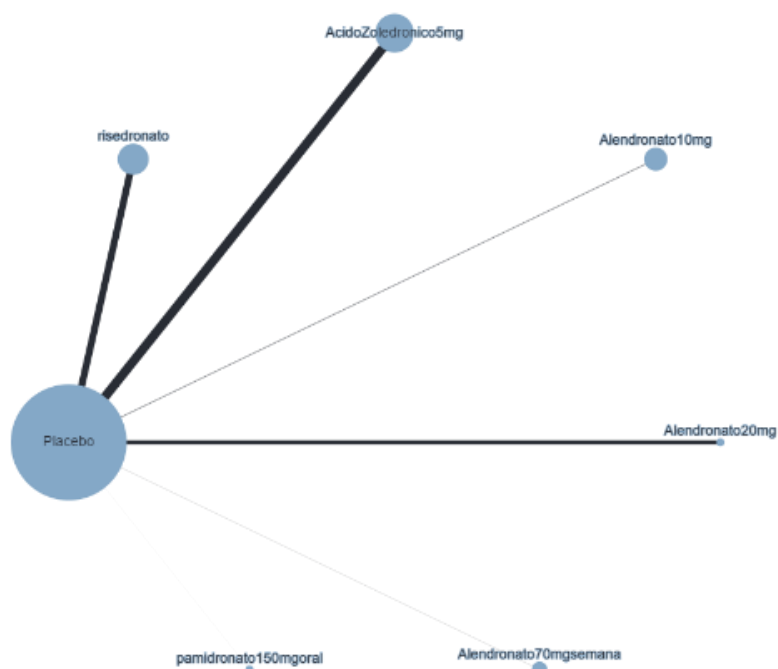 AcidoZoledronico5mg
risedronato
Alendronato10mg
Alendronato20mg
Placebo
pamidronato150mgoral
Alendronato70mgsemana